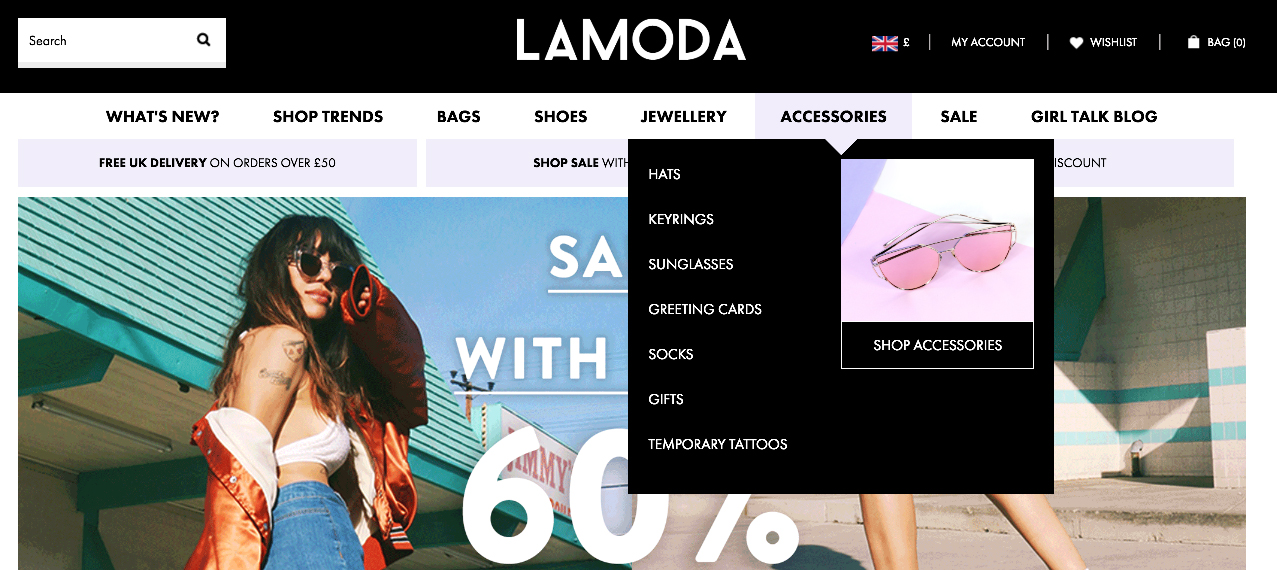 Search
LAMODA
£
MY ACCOUNT
WISHLIST
BAG (0)
WHAT'S NEW?
SHOP TRENDS
BAGS
SHOES
JEWELLERY
ACCESSORIES
SALE
GIRL TALK BLOG
FREE UK DELIVERY ON ORDERS OVER £50
SHOP SALE WITH
ISCOUNT
HATS
KEYRINGS
SUNGLASSES
GREETING CARDS
SOCKS
GIFTS
TEMPORARY TATTOOS
SHOP ACCESSORIES
SA
WITH
60%
JIMMY'S